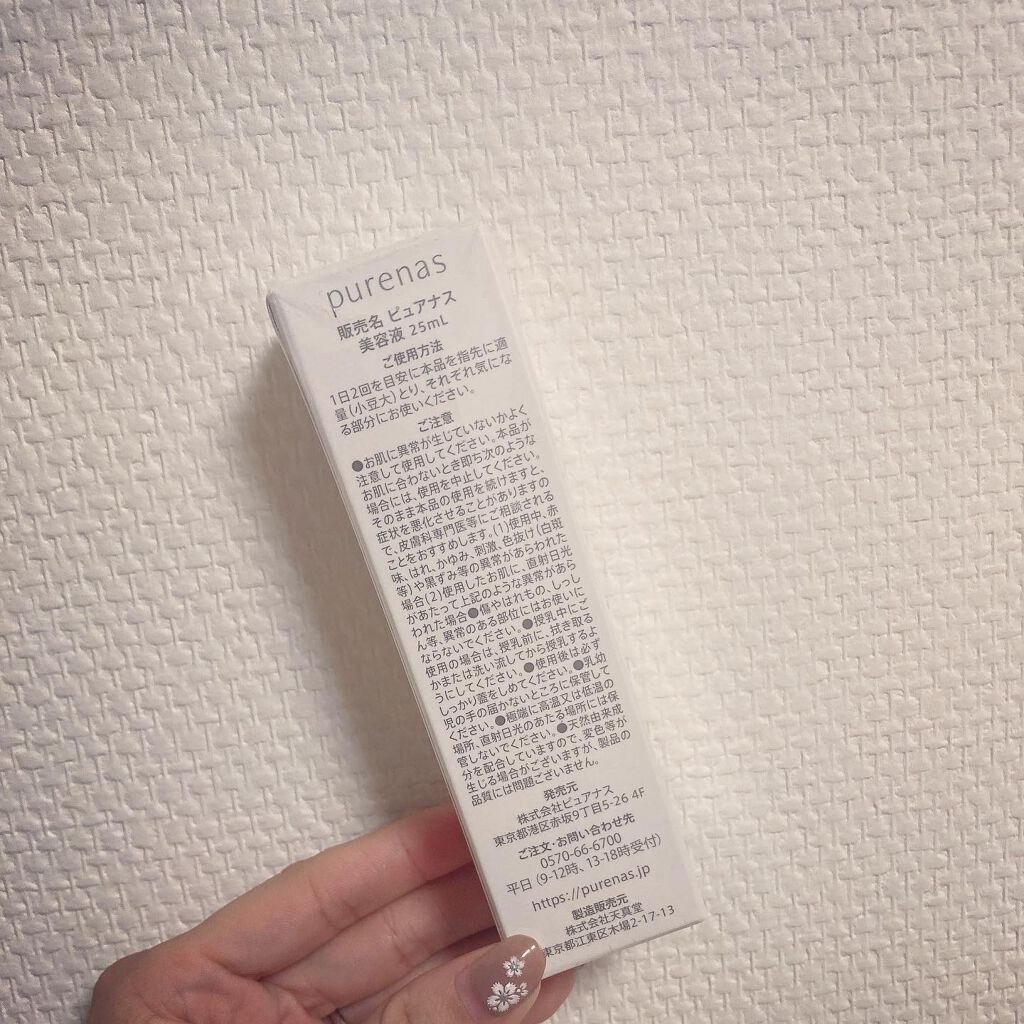 purenas
販売名 ピュアナス
美容液 25mL
ご使用方法
1日2回を目安に本品を指先に適
量(小豆大)とり、それぞれ気にな
る部分にお使いください。
ご注意
●お肌に異常が生じていないかよく
注意して使用してください。本品が
お肌に合わないとき即ち次のような
場合には、使用を中止してください。
そのまま本品の使用を続けますと、
症状を悪化させることがありますの
で、皮膚科専門医等にご相談される
ことをおすすめします。(1)使用中、赤
味、はれ、かゆみ、刺激、色抜け(白斑
等)や黒ずみ等の異常があらわれた
場合(2)使用したお肌に、直射日光
があたって上記のような異常があら
われた場合●傷やはれもの、しっし
ん等、異常のある部位にはお使いに
ならないでください。●授乳中にご
使用の場合は、授乳前に、拭き取る
かまたは洗い流してから授乳するよ
うにしてください。●使用後は必ず
しっかり蓋をしめてください。●乳幼
児の手の届かないところに保管して
ください。●極端に高温又は低温の
場所、直射日光のあたる場所には保
管しないでください。●天然由来成
分を配合していますので、変色等が
生じる場合がございますが、製品の
品質には問題ございません。
発売元
株式会社ピュアナス
東京都港区赤坂9丁目5-26 4F
ご注文・お問い合わせ先
0570-66-6700
平日 (9-12時、13-18時受付)
https://purenas.jp
製造販売元
株式会社天真堂
東京都江東区木場2-17-13